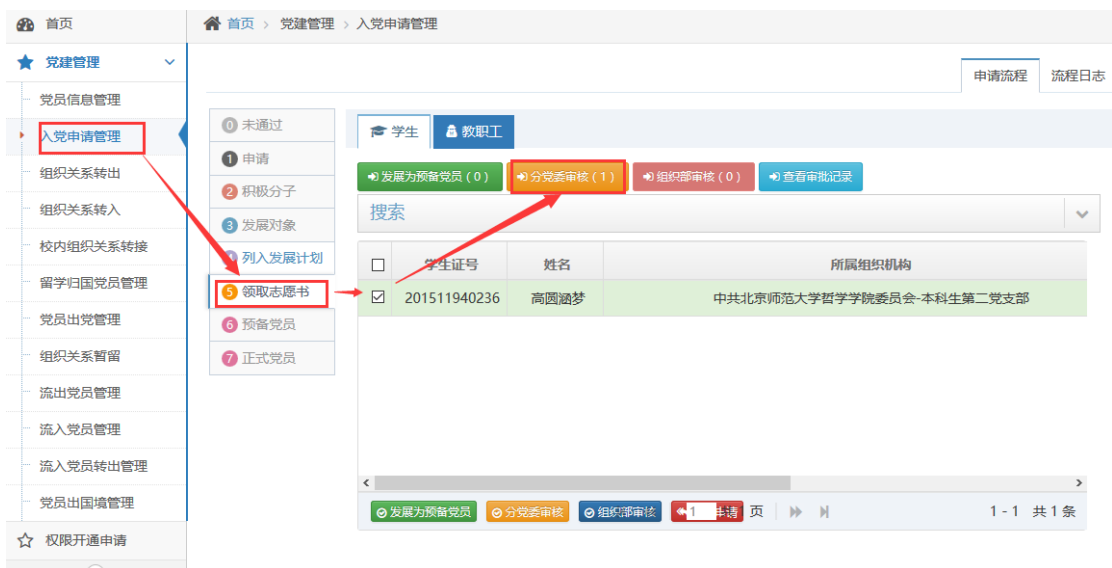 首页
首页 > 党建管理 > 入党申请管理
党建管理
申请流程 流程日志
党员信息管理
入党申请管理
组织关系转出
组织关系转入
校内组织关系转接
留学归国党员管理
党员出党管理
组织关系暂留
流出党员管理
流入党员管理
流入党员转出管理
党员出国境管理
权限开通申请
0 未通过
1 申请
2 积极分子
3 发展对象
列入发展计划
5 领取志愿书
6 预备党员
7 正式党员
学生 教职工
发展为预备党员 ( 0 ) 分党委审核 ( 1 ) 组织部审核 ( 0 ) 查看审批记录
搜索
学生证号 姓名 所属组织机构
201511940236 高圆涵梦 中共北京师范大学哲学学院委员会-本科生第二党支部
发展为预备党员 分党委审核 组织部审核 1 页 1 - 1 共 1 条